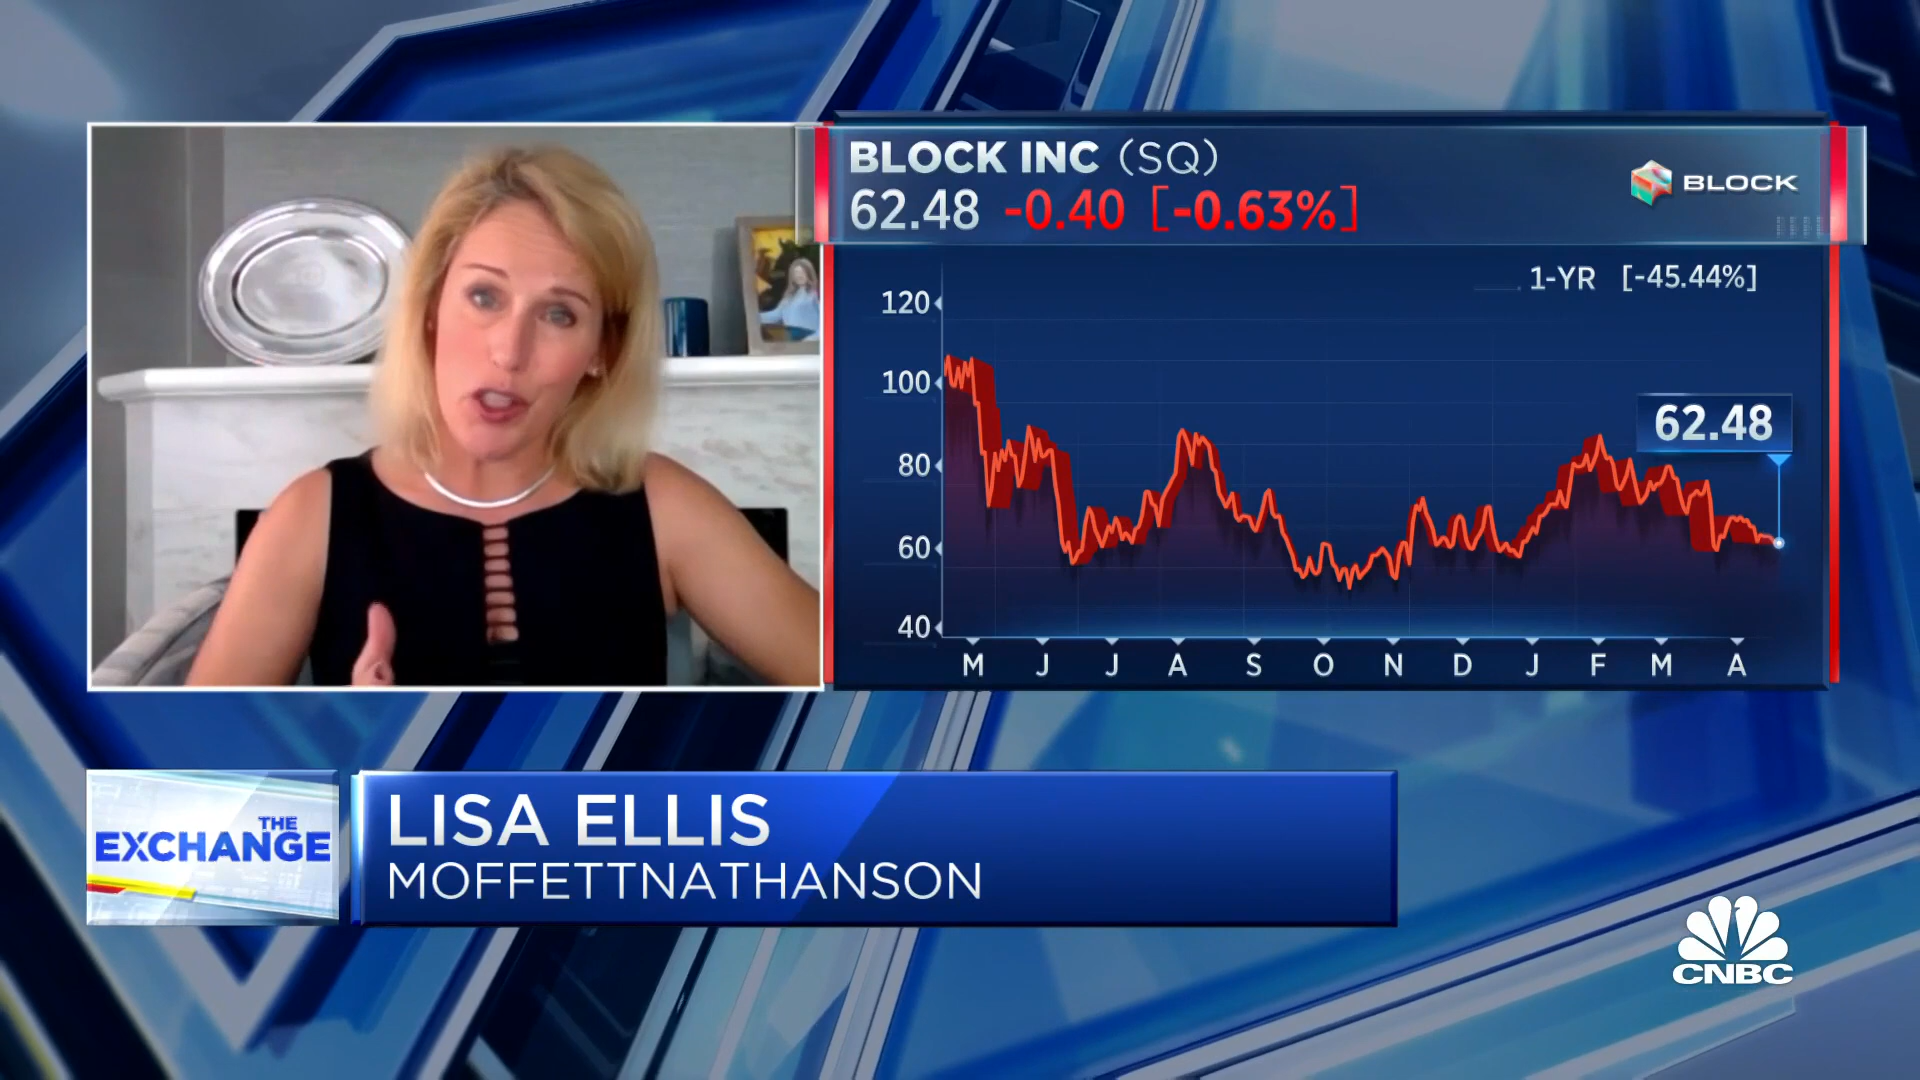 BLOCK INC (SQ)
62.48 -0.40 [-0.63%]
BLOCK
1-YR [-45.44%]
120
100
80
60
40
62.48
M J J A S O N D J F M A
THE
EXCHANGE
LISA ELLIS
MOFFETTNATHANSON
CNBC